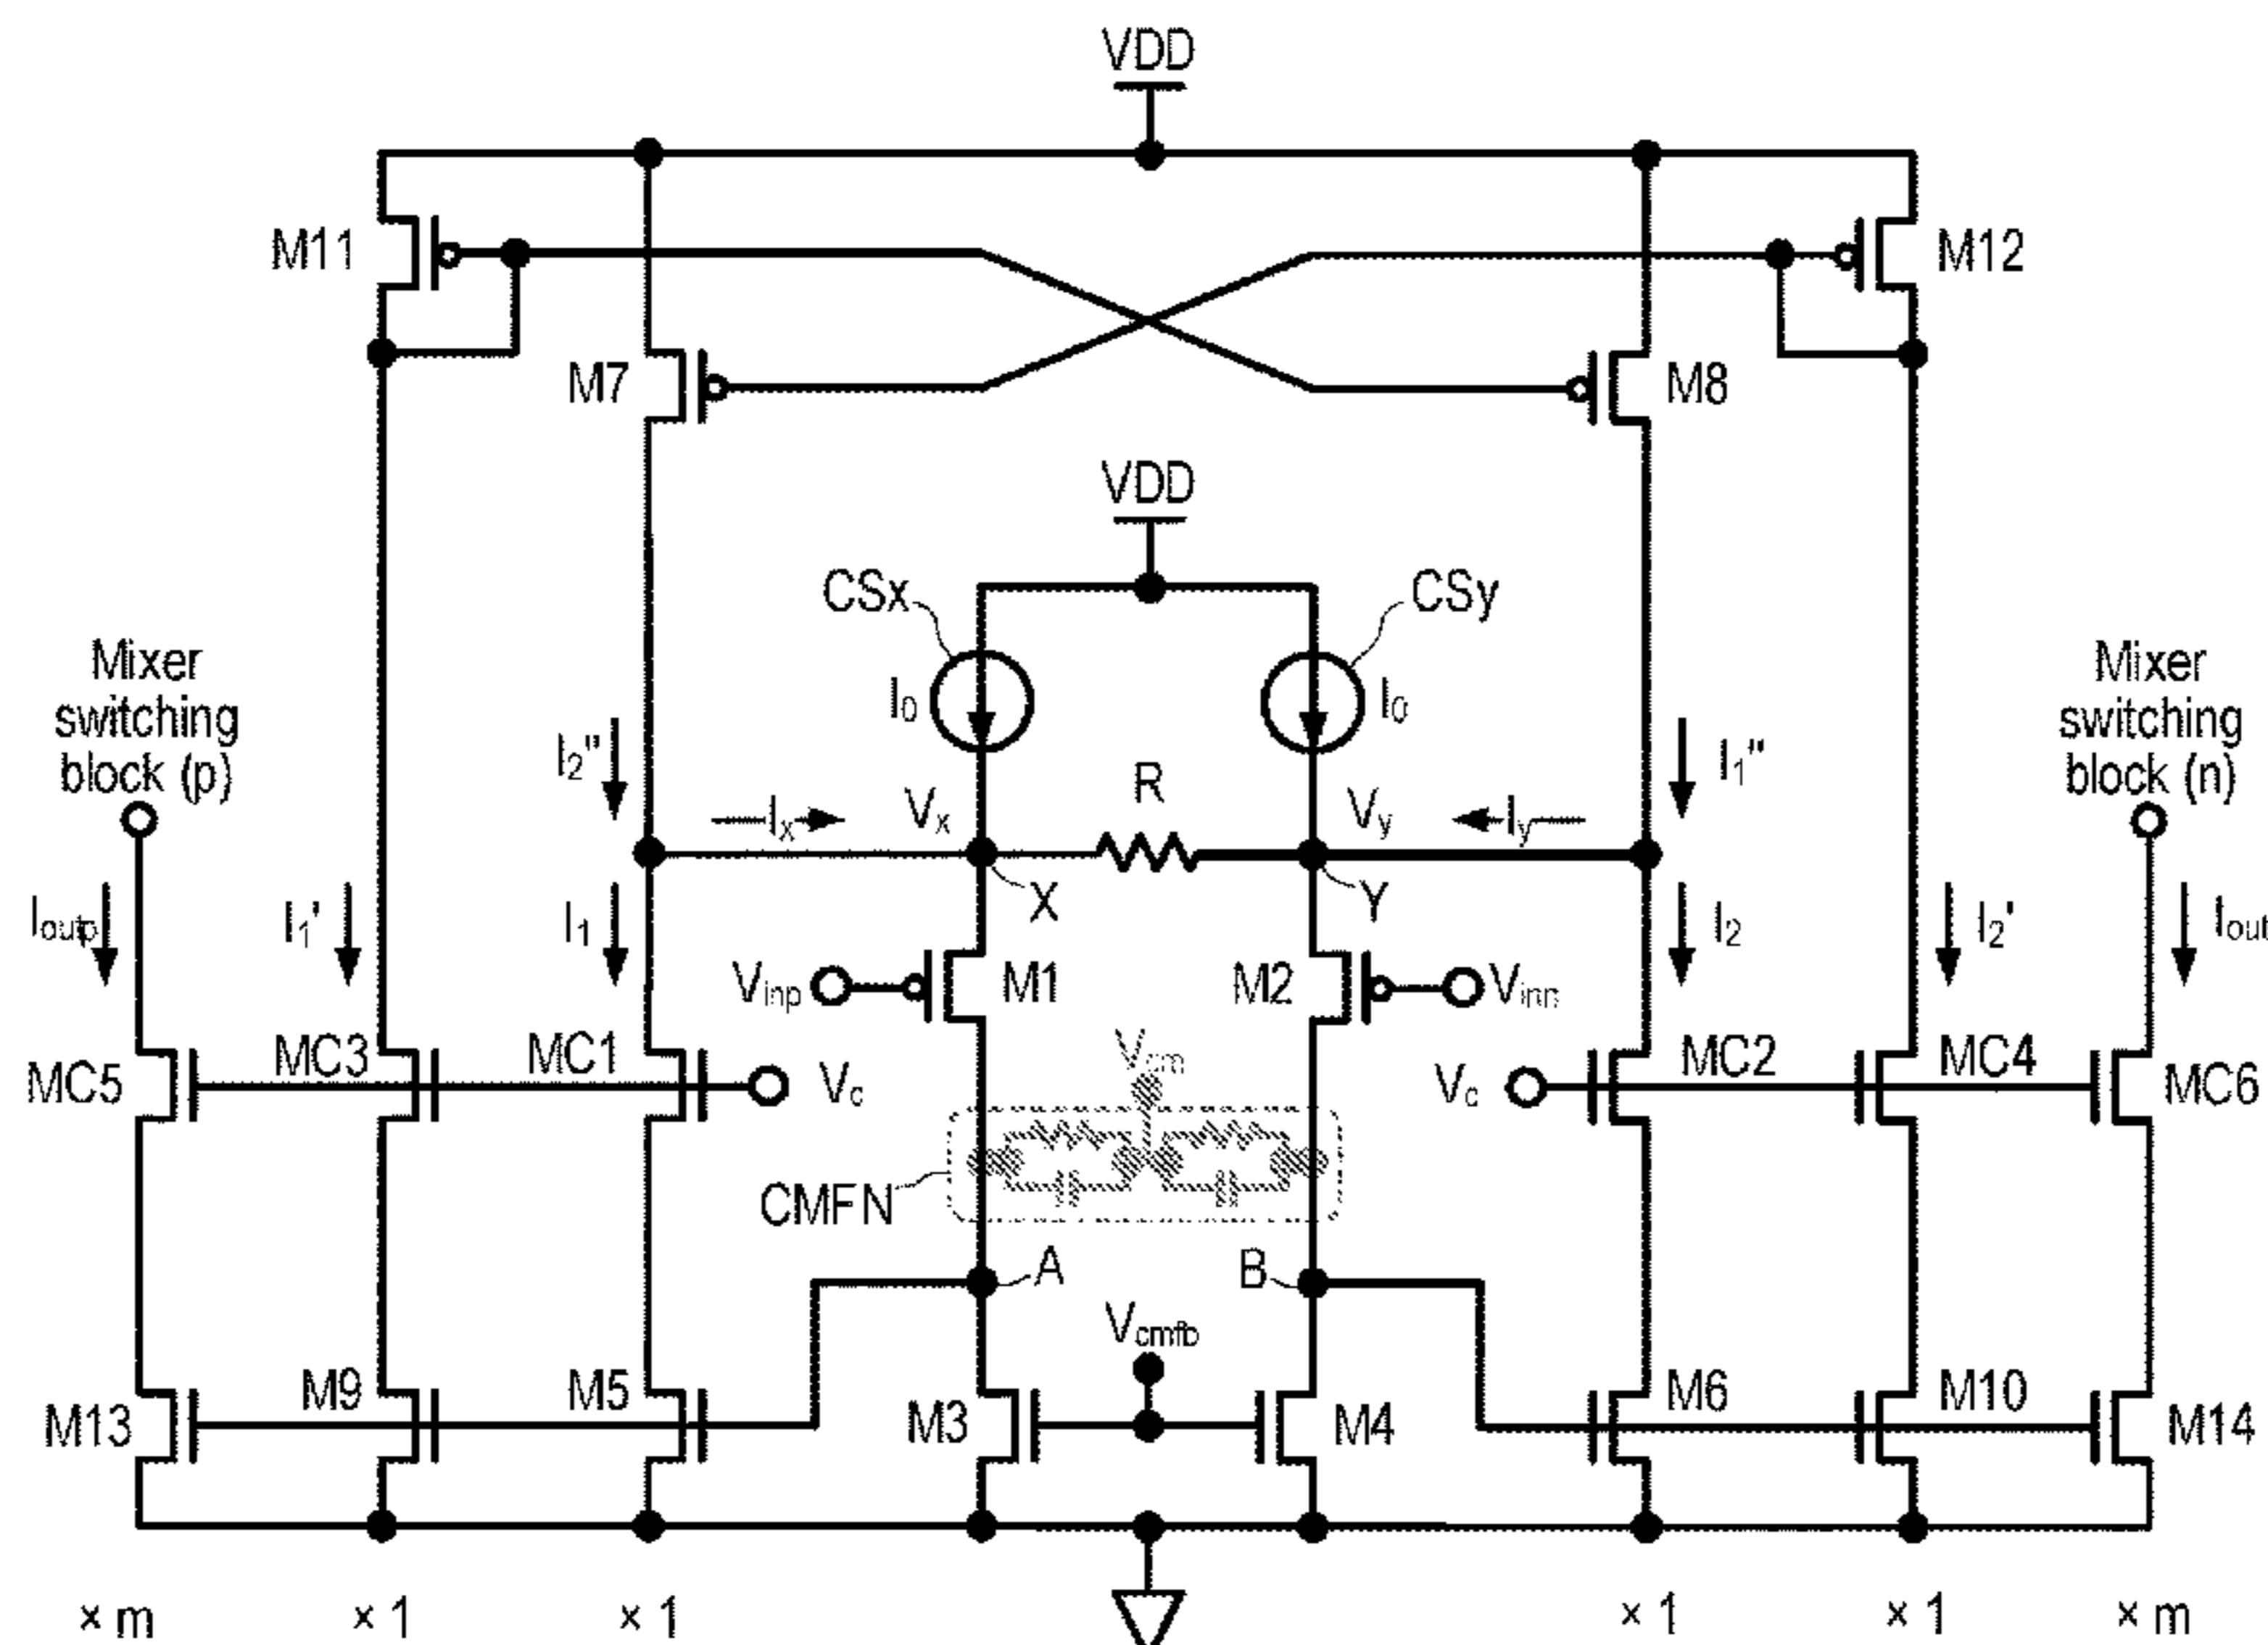 VDD
M11
M12
M7
M8
VDD
CSx
CSy
I0
I0
Mixer
switching
block (p)
Mixer
switching
block (n)
I2"
I1"
Ix
Vx
R
Vy
Iy
X
Y
Ioutp
I1'
I1
I2
I2'
Iout
Vinp
M1
M2
Vinn
MC5
MC3
MC1
Vc
Vcm
Vc
MC2
MC4
MC6
CMFN
A
B
Vcmfb
M13
M9
M5
M3
M4
M6
M10
M14
× m
× 1
× 1
× 1
× 1
× m